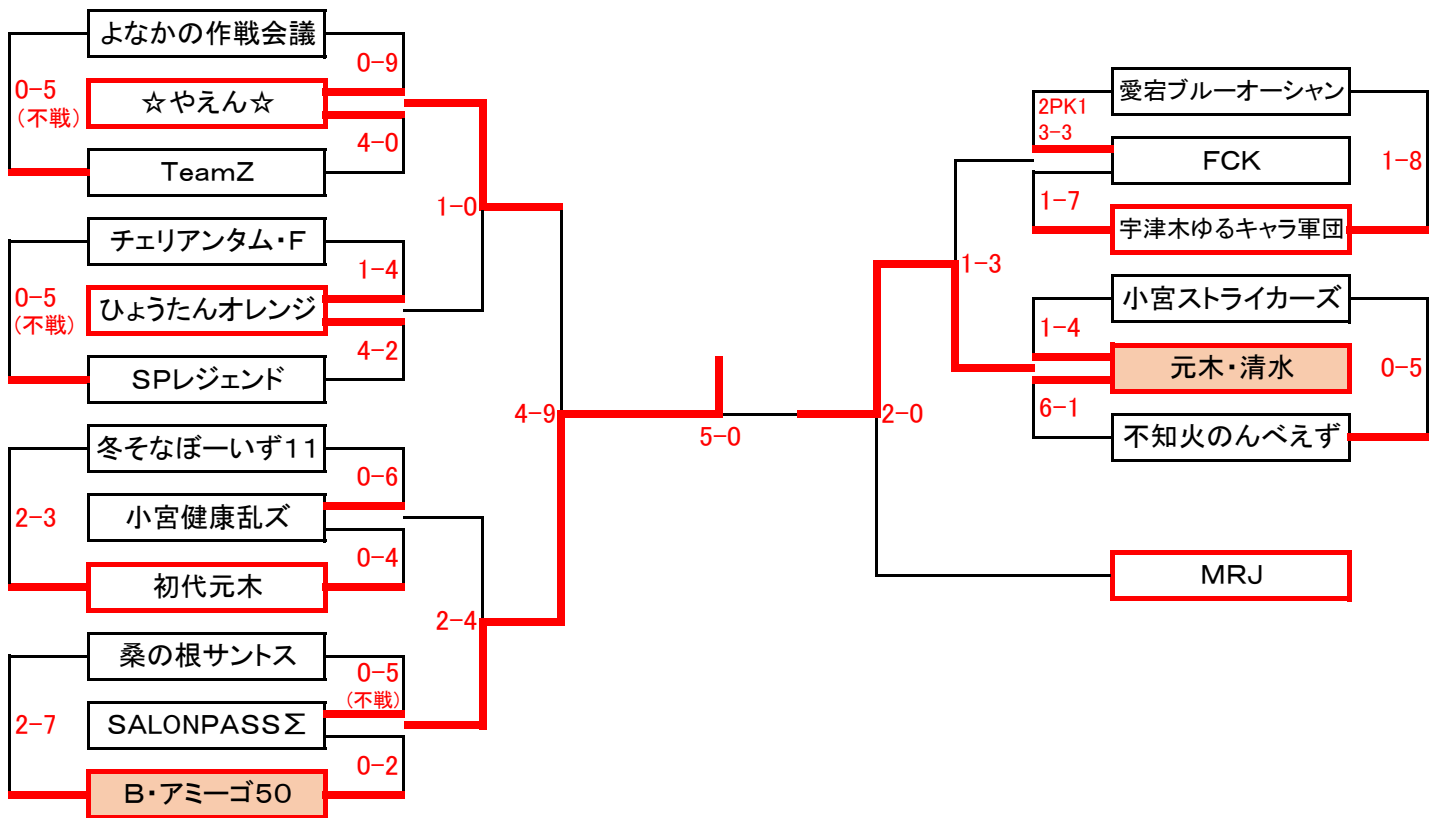 よなかの作戦会議
0-9
0-5
(不戦)
☆やえん☆
4-0
TeamZ
1-0
チェリアンタム・F
1-4
0-5
(不戦)
ひょうたんオレンジ
4-2
SPレジェンド
4-9
冬そなぼーいず11
0-6
2-3
小宮健康乱ズ
0-4
初代元木
2-4
桑の根サントス
0-5
(不戦)
2-7
SALONPASSΣ
0-2
B・アミーゴ50
5-0
愛宕ブルーオーシャン
2PK1
3-3
FCK
1-8
1-7
宇津木ゆるキャラ軍団
1-3
小宮ストライカーズ
1-4
元木・清水
0-5
6-1
2-0
不知火のんべえず
MRJ